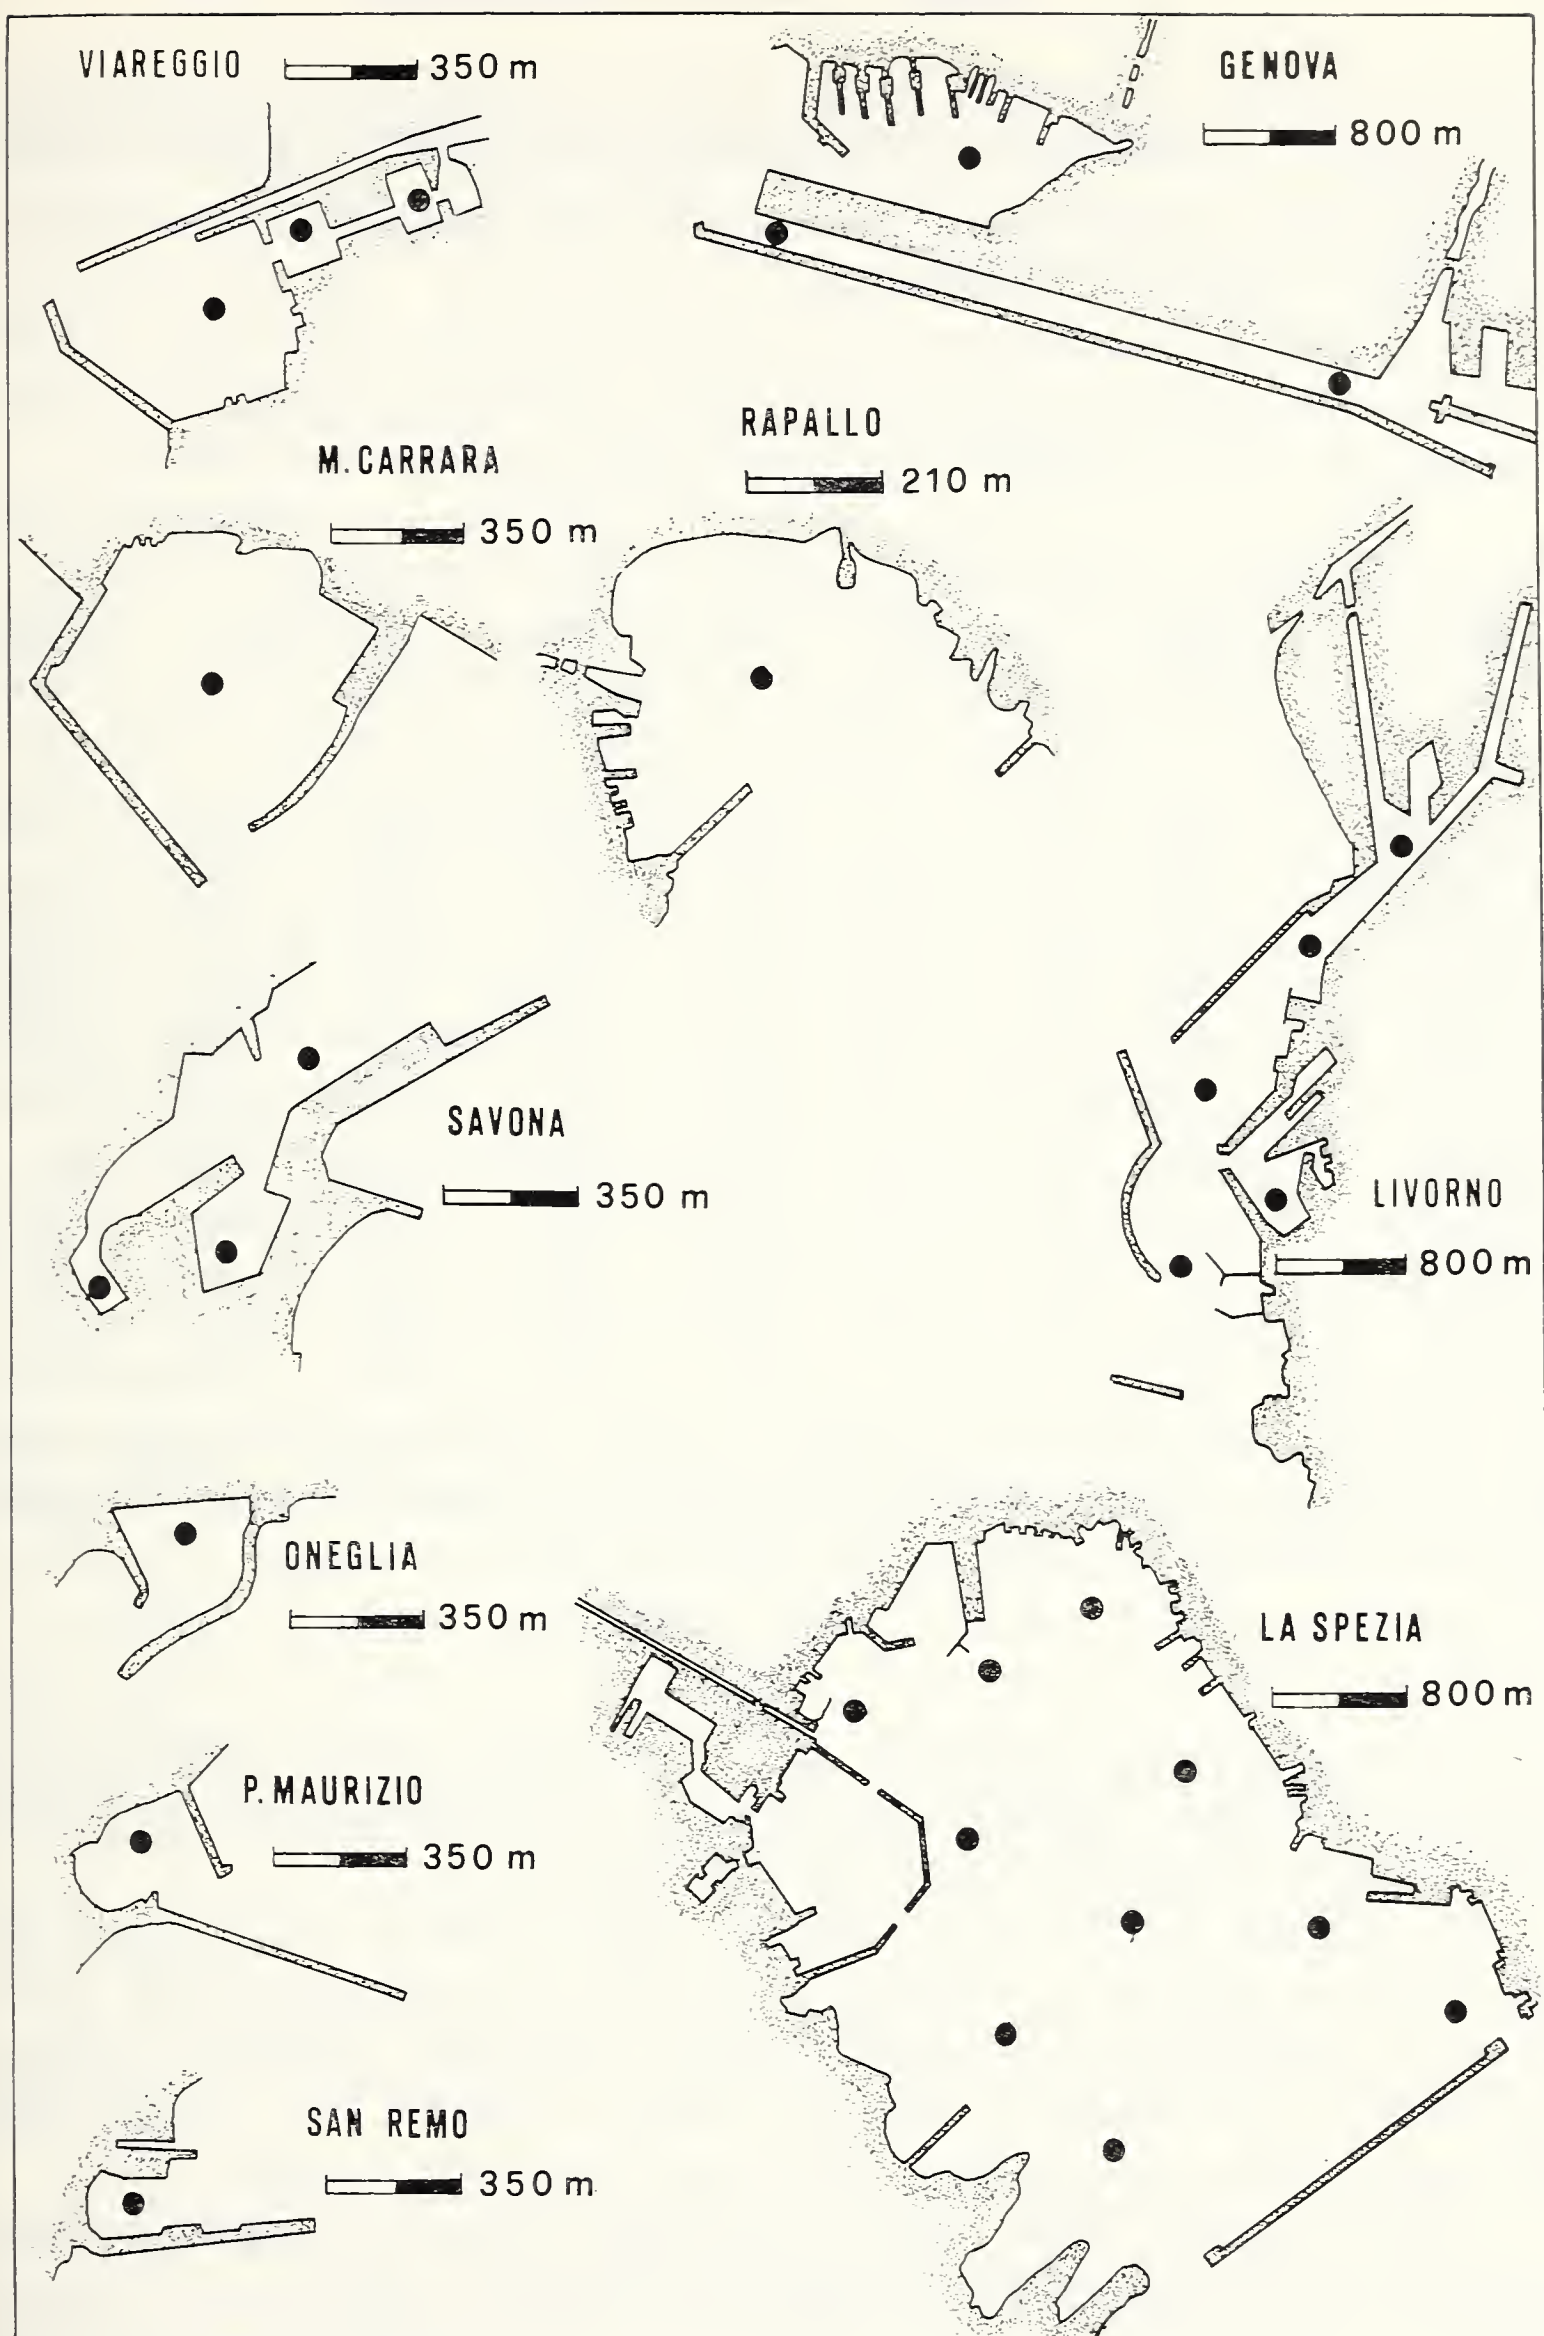 VIAREGGIO
350 m
GENOVA
800 m
RAPALLO
210 m
M. CARRARA
350 m
SAVONA
350 m
LIVORNO
800 m
ONEGLIA
350 m
LA SPEZIA
800 m
P. MAURIZIO
350 m
SAN REMO
350 m